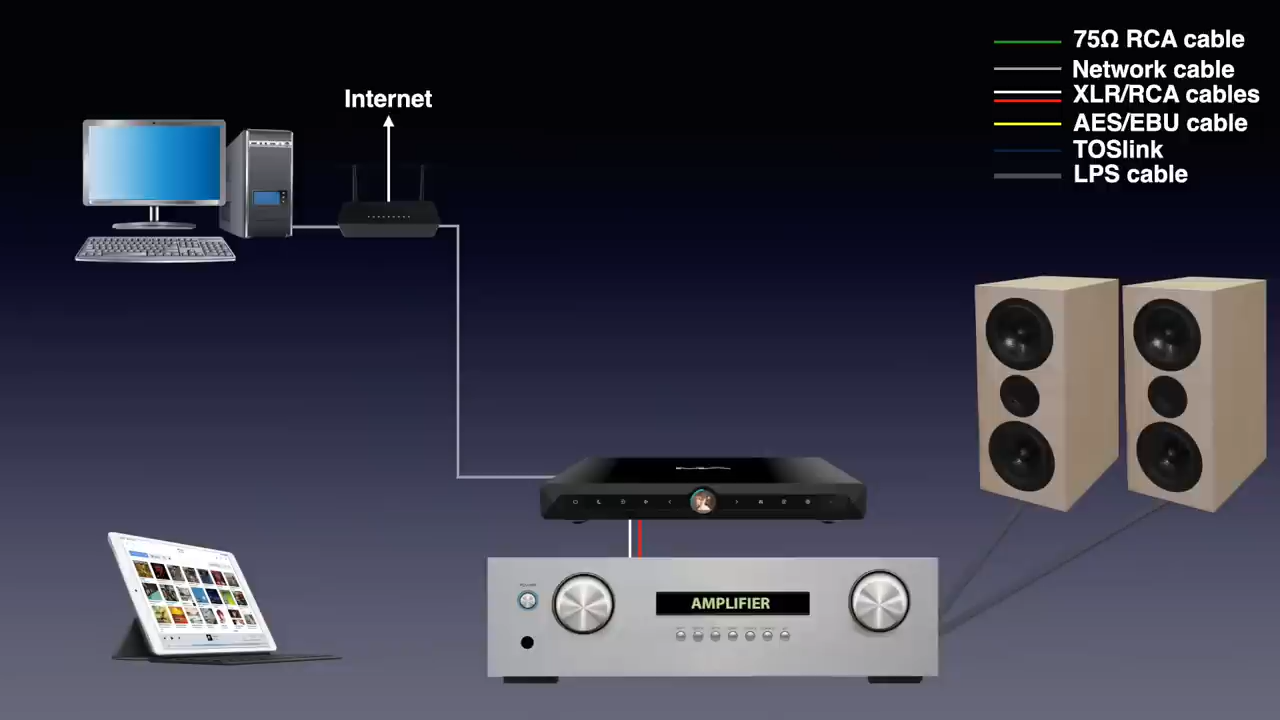 75Ω RCA cable
Network cable
XLR/RCA cables
AES/EBU cable
TOSlink
LPS cable
Internet
AMPLIFIER